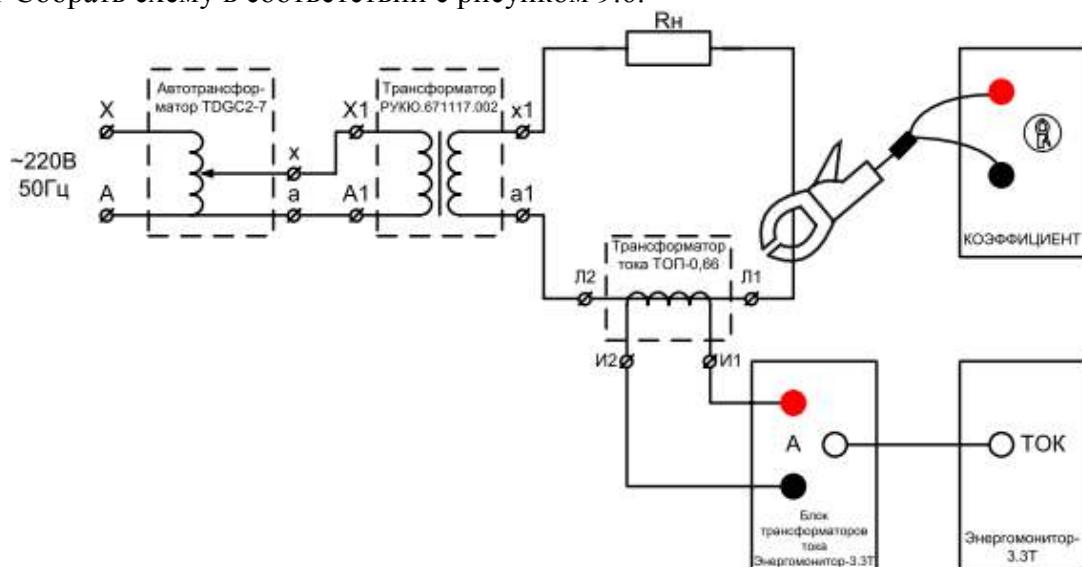 Собрать схему в соответствии с рисунком 9.6.
Rн
Автотрансфор-
матор TDGC2-7
Трансформатор
РУКЮ.671117.002
X
x
X1
x1
~220В
50Гц
A
a
A1
a1
КОЭФФИЦИЕНТ
Трансформатор
тока ТОП-0,66
Л2
Л1
И2
И1
А
ТОК
Блок
трансформаторов
тока
Энергомонитор-3.3Т
Энергомонитор-
3.3Т